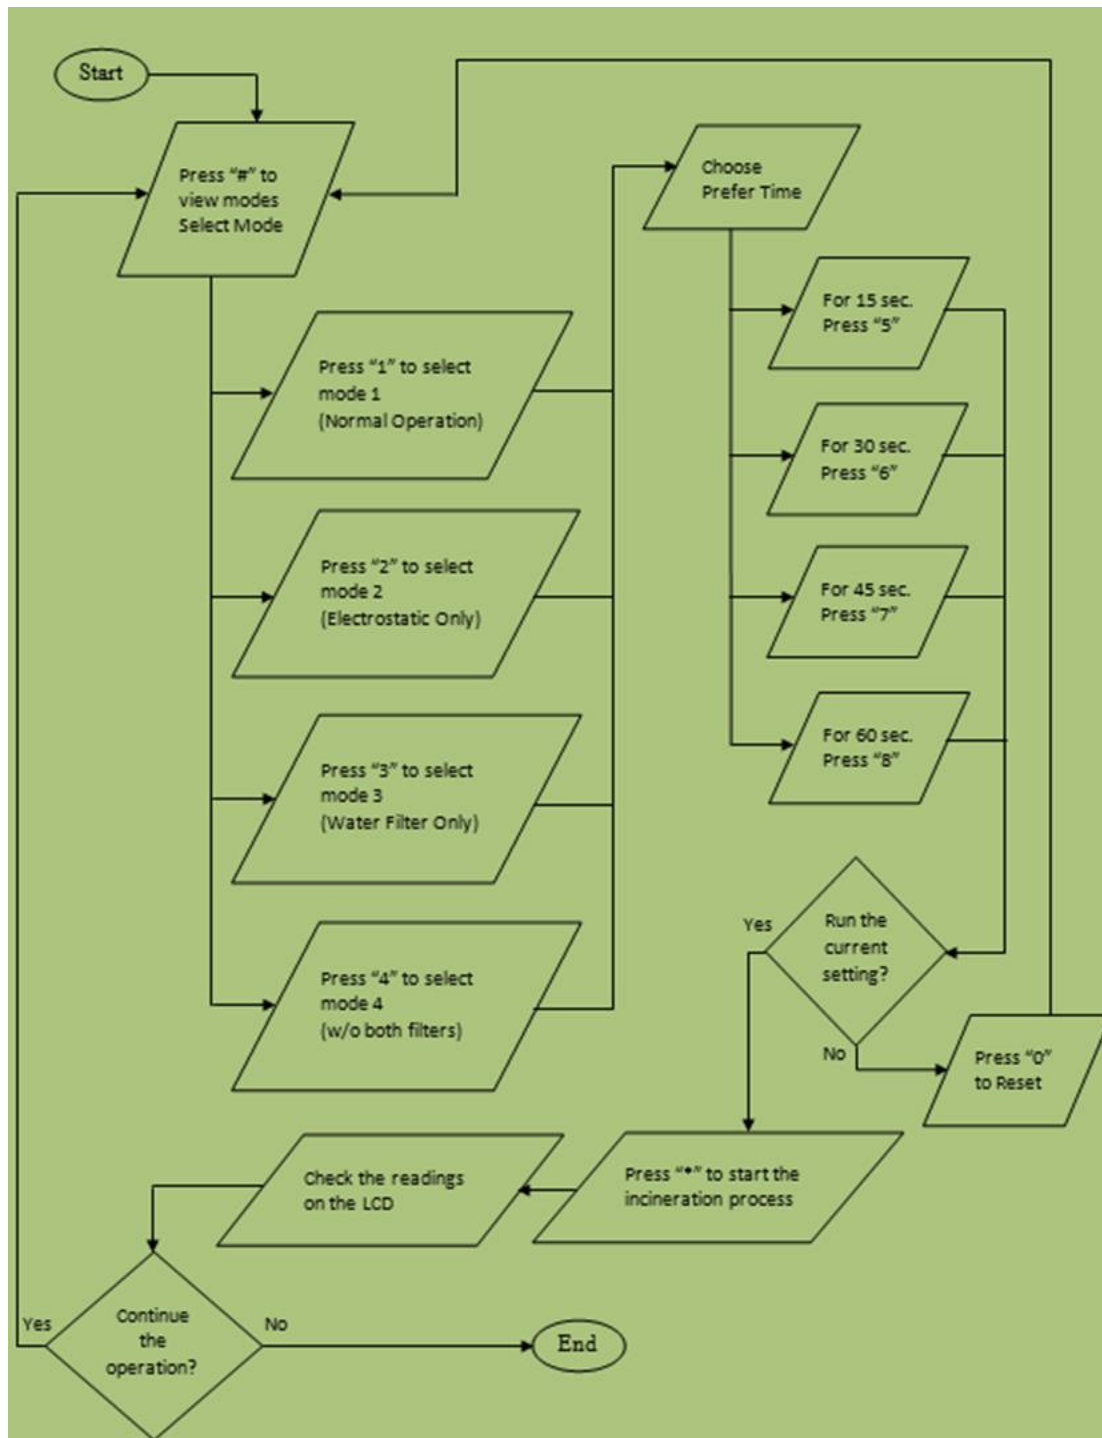 Start
Press “#” to
view modes
Select Mode
Press “1” to select
mode 1
(Normal Operation)
Press “2” to select
mode 2
(Electrostatic Only)
Press “3” to select
mode 3
(Water Filter Only)
Press “4” to select
mode 4
(w/o both filters)
Choose
Prefer Time
For 15 sec.
Press “5”
For 30 sec.
Press “6”
For 45 sec.
Press “7”
For 60 sec.
Press “8”
Run the
current
setting?
Yes
No
Press “0”
to Reset
Press “*” to start the
incineration process
Check the readings
on the LCD
Continue
the
operation?
Yes
No
End